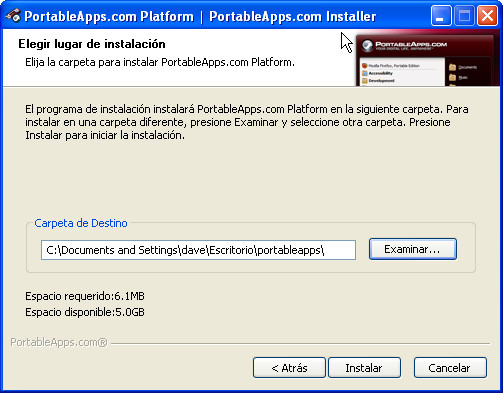 PortableApps.com Platform | PortableApps.com Installer
Elegir lugar de instalación
Elija la carpeta para instalar PortableApps.com Platform.
PORTABLEAPPS.COM
Mozilla Firefox, Portable Edition
Accessibility
Development
Documents
Music
El programa de instalación instalará PortableApps.com Platform en la siguiente carpeta. Para
instalar en una carpeta diferente, presione Examinar y seleccione otra carpeta. Presione
Instalar para iniciar la instalación.
Carpeta de Destino
C:\Documents and Settings\dave\Escritorio\portableapps\
Examinar...
Espacio requerido:6.1MB
Espacio disponible:5.0GB
PortableApps.com®
< Atrás
Instalar
Cancelar